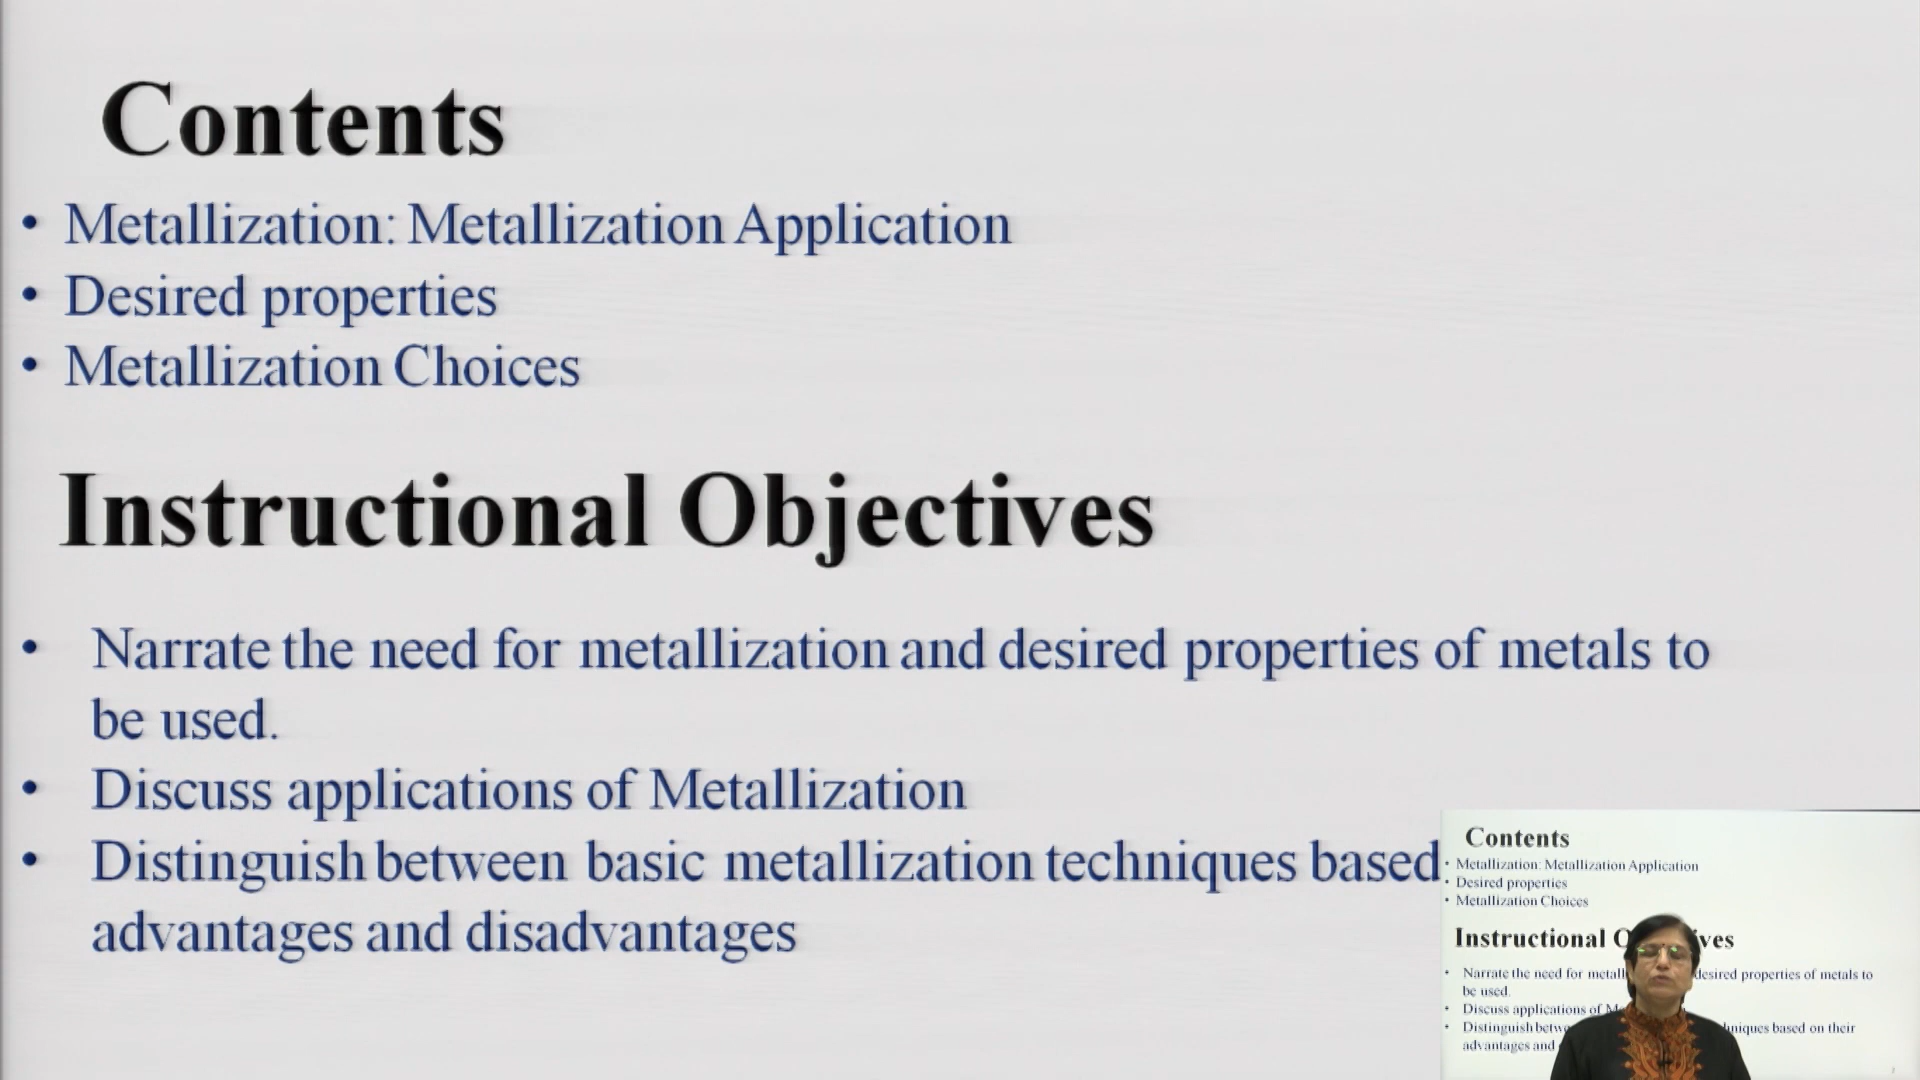 Contents
• Metallization: Metallization Application
• Desired properties
• Metallization Choices
Instructional Objectives
• Narrate the need for metallization and desired properties of metals to
be used.
• Discuss applications of Metallization
• Distinguish between basic metallization techniques based
advantages and disadvantages
Contents
• Metallization: Metallization Application
• Desired properties
• Metallization Choices
Instructional O ives
• Narrate the need for metall desired properties of metals to
be used.
• Discuss applications of M
• Distinguish betwe hniques based on their
advantages and